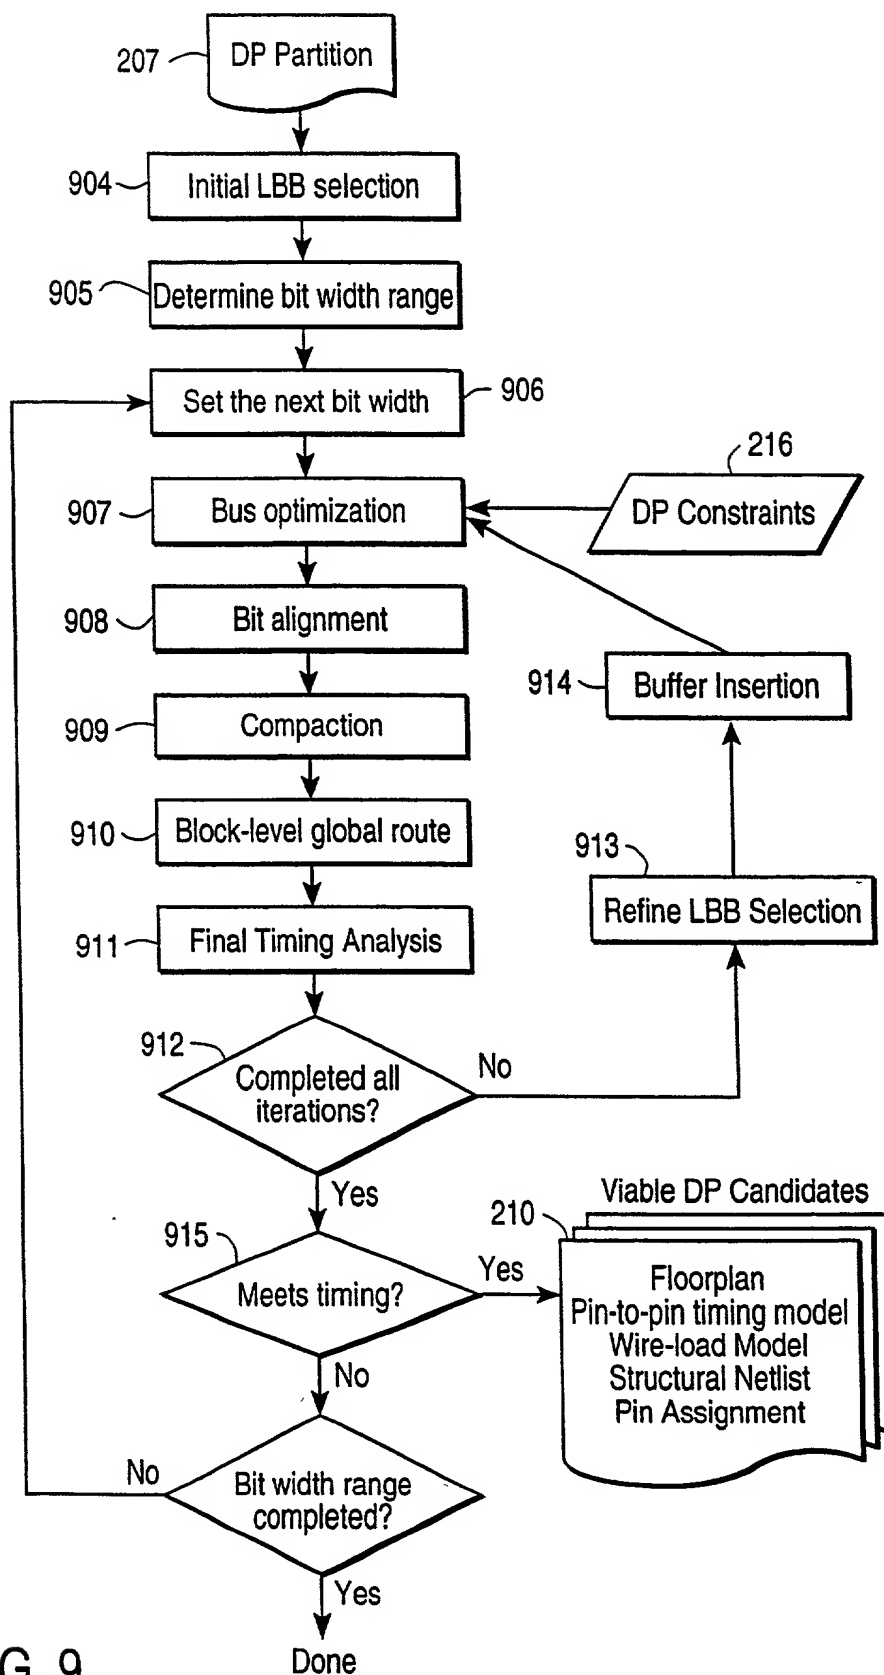 207
DP Partition
904
Initial LBB selection
905
Determine bit width range
Set the next bit width
906
216
907
Bus optimization
DP Constraints
908
Bit alignment
914
Buffer Insertion
909
Compaction
910
Block-level global route
913
Refine LBB Selection
911
Final Timing Analysis
912
Completed all
iterations?
No
Yes
Viable DP Candidates
210
915
Meets timing?
Yes
Floorplan
Pin-to-pin timing model
Wire-load Model
Structural Netlist
Pin Assignment
No
No
Bit width range
completed?
Yes
Done
G. 9